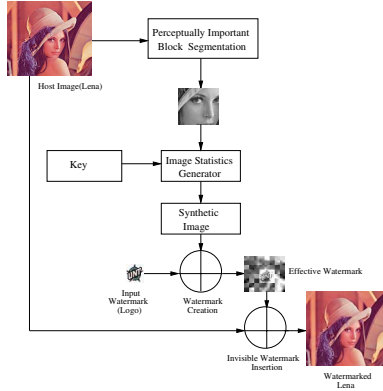 Perceptually Important
Block Segmentation
Host Image(Lena)
Key
Image Statistics
Generator
Synthetic
Image
UNT
Effective Watermark
Input
Watermark
(Logo)
Watermark
Creation
Invisible Watermark
Insertion
Watermarked
Lena